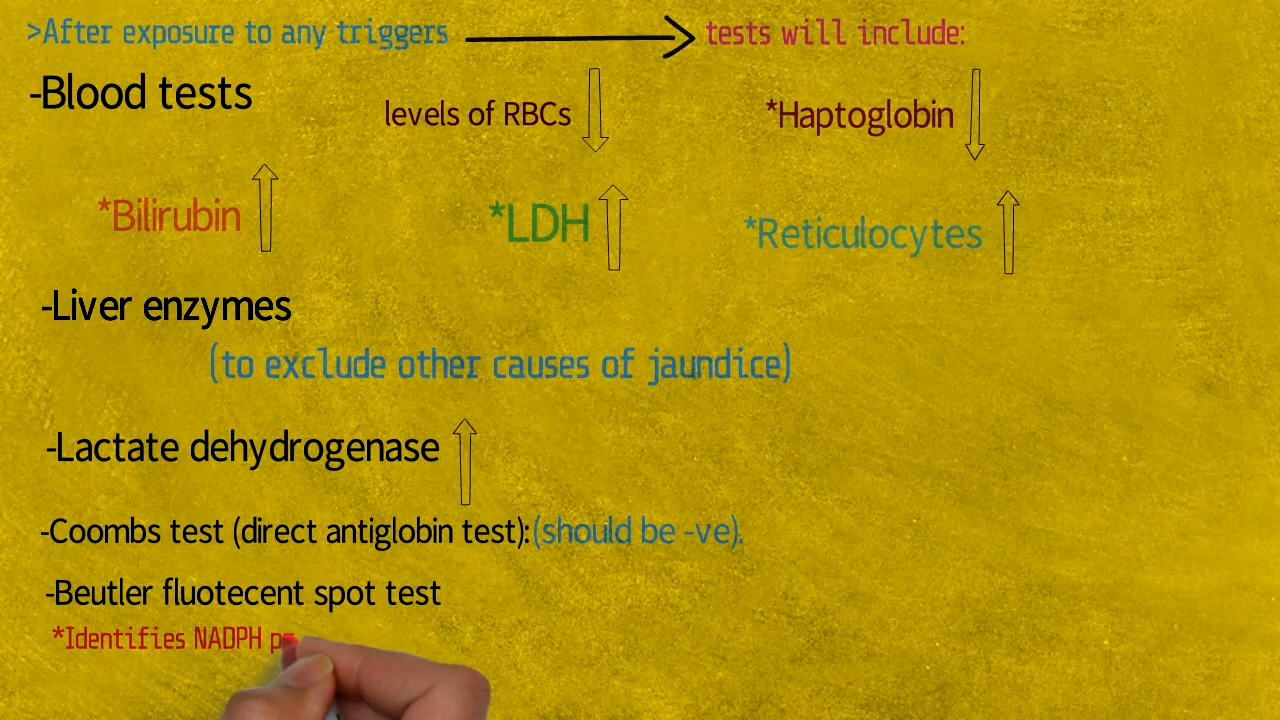 >After exposure to any triggers tests will include:
-Blood tests
levels of RBCs *Haptoglobin
*Bilirubin *LDH *Reticulocytes
-Liver enzymes
(to exclude other causes of jaundice)
-Lactate dehydrogenase
-Coombs test (direct antiglobin test):(should be -ve).
-Beutler fluotecent spot test
*Identifies NADPH